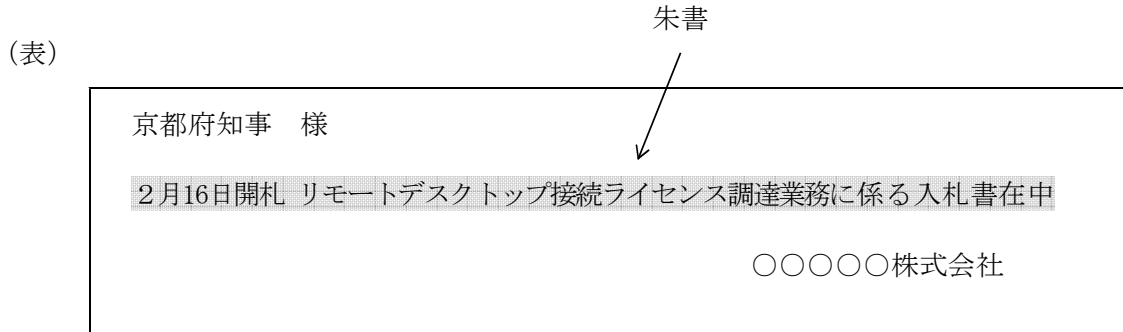 朱書
（表）
京都府知事　様
２月16日開札 リモートデスクトップ接続ライセンス調達業務に係る入札書在中
○○○○○株式会社